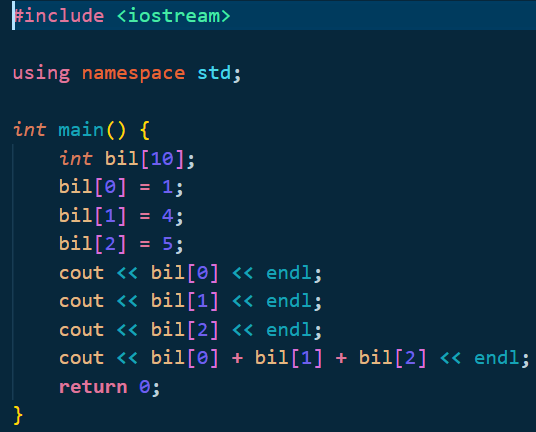 #include <iostream>
using namespace std;
int main() {
    int bil[10];
    bil[0] = 1;
    bil[1] = 4;
    bil[2] = 5;
    cout << bil[0] << endl;
    cout << bil[1] << endl;
    cout << bil[2] << endl;
    cout << bil[0] + bil[1] + bil[2] << endl;
    return 0;
}